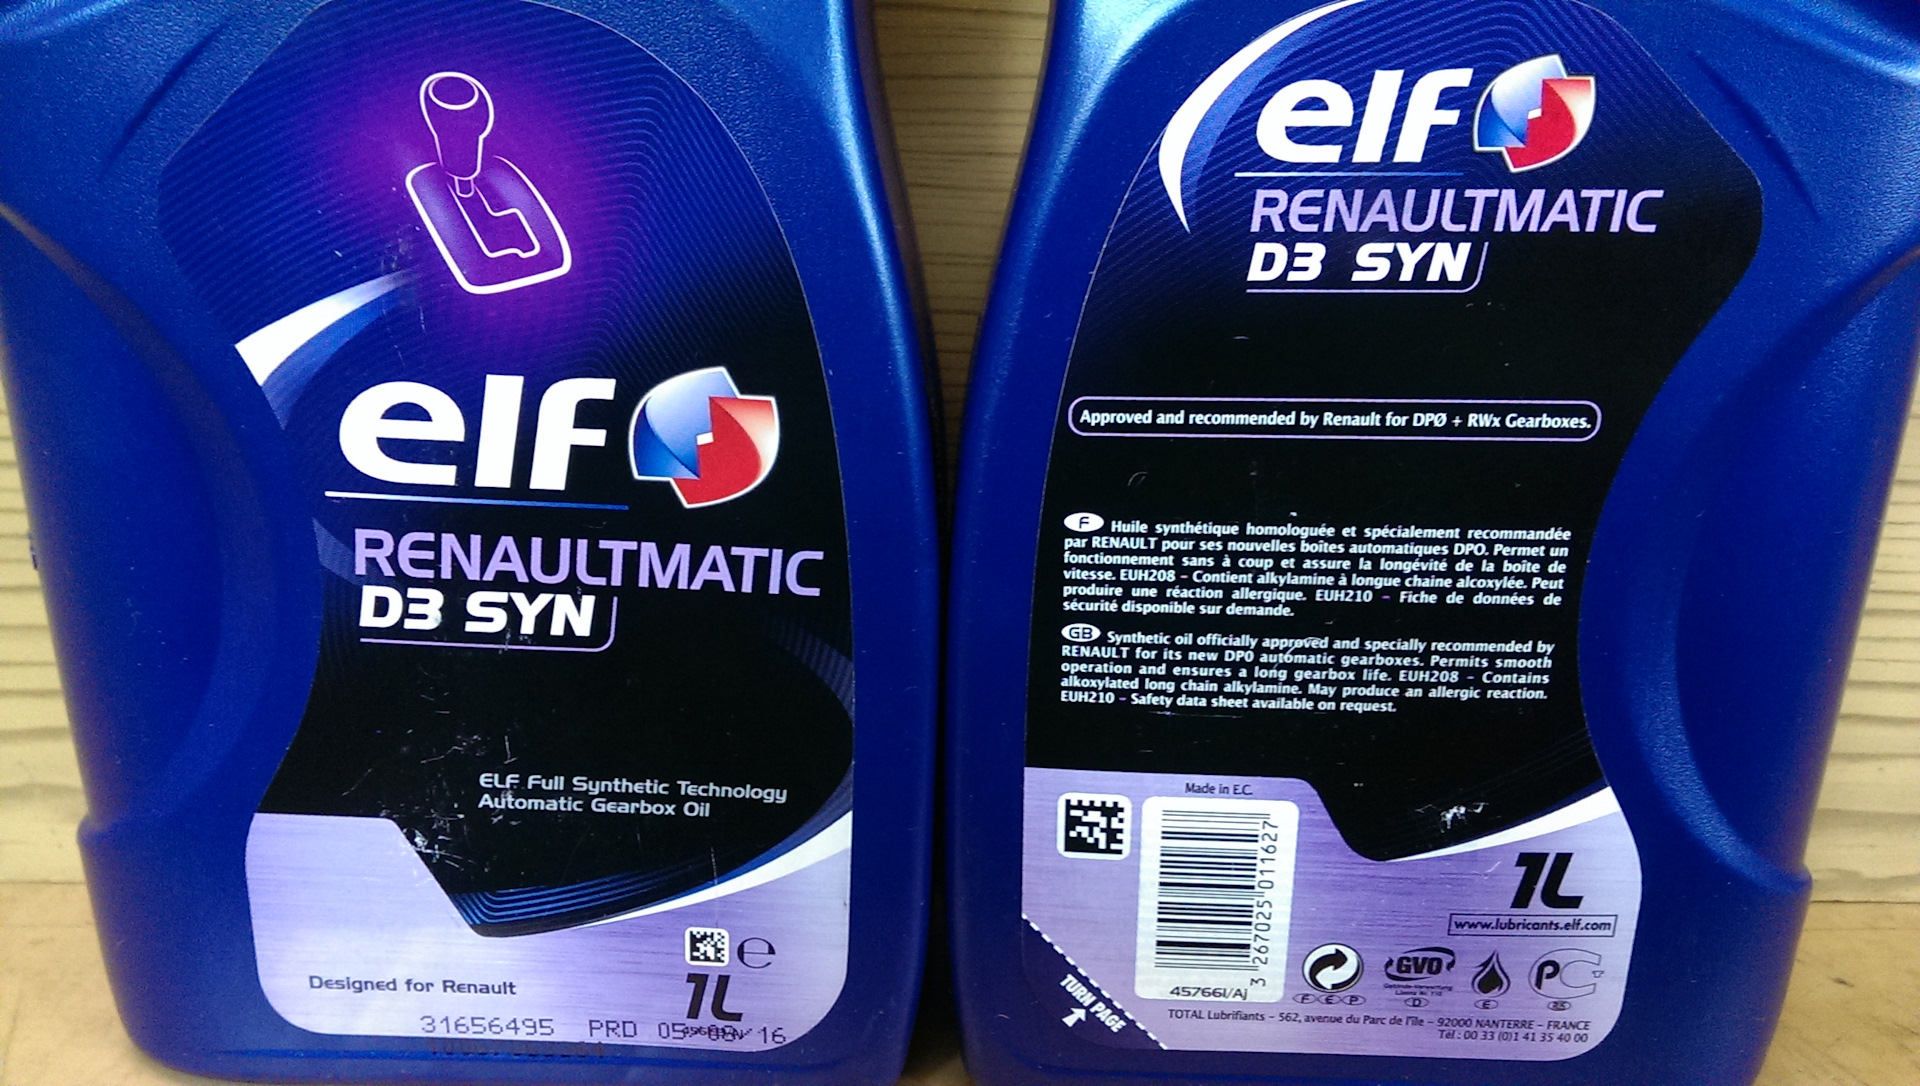 elf
RENAULTMATIC
D3 SYN
ELF Full Synthetic Technology
Automatic Gearbox Oil
e
Designed for Renault
1L
31656495 PRD 05 08 16
elf
RENAULTMATIC
D3 SYN
Approved and recommended by Renault for DPØ + RWx Gearboxes.
F Huile synthétique homologuée et spécialement recommandée
par RENAULT pour ses nouvelles boîtes automatiques DPO. Permet un
fonctionnement sans à coup et assure la longévité de la boîte de
vitesse. EUH208 – Contient alkylamine à longue chaine alcoxylée. Peut
produire une réaction allergique. EUH210 – Fiche de données de
sécurité disponible sur demande.
GB Synthetic oil officially approved and specially recommended by
RENAULT for its new DP0 automatic gearboxes. Permits smooth
operation and ensures a long gearbox life. EUH208 – Contains
alkoxylated long chain alkylamine. May produce an allergic reaction.
EUH210 – Safety data sheet available on request.
Made in E.C.
3 267025 011627
45766I/AJ
1L
www.lubricants.elf.com
GVO
PC
F E P
D
E
TURN PAGE
TOTAL Lubrifiants – 562, avenue du Parc de l'île – 92000 NANTERRE – FRANCE
Tél : 00 33 (0)1 41 35 40 00